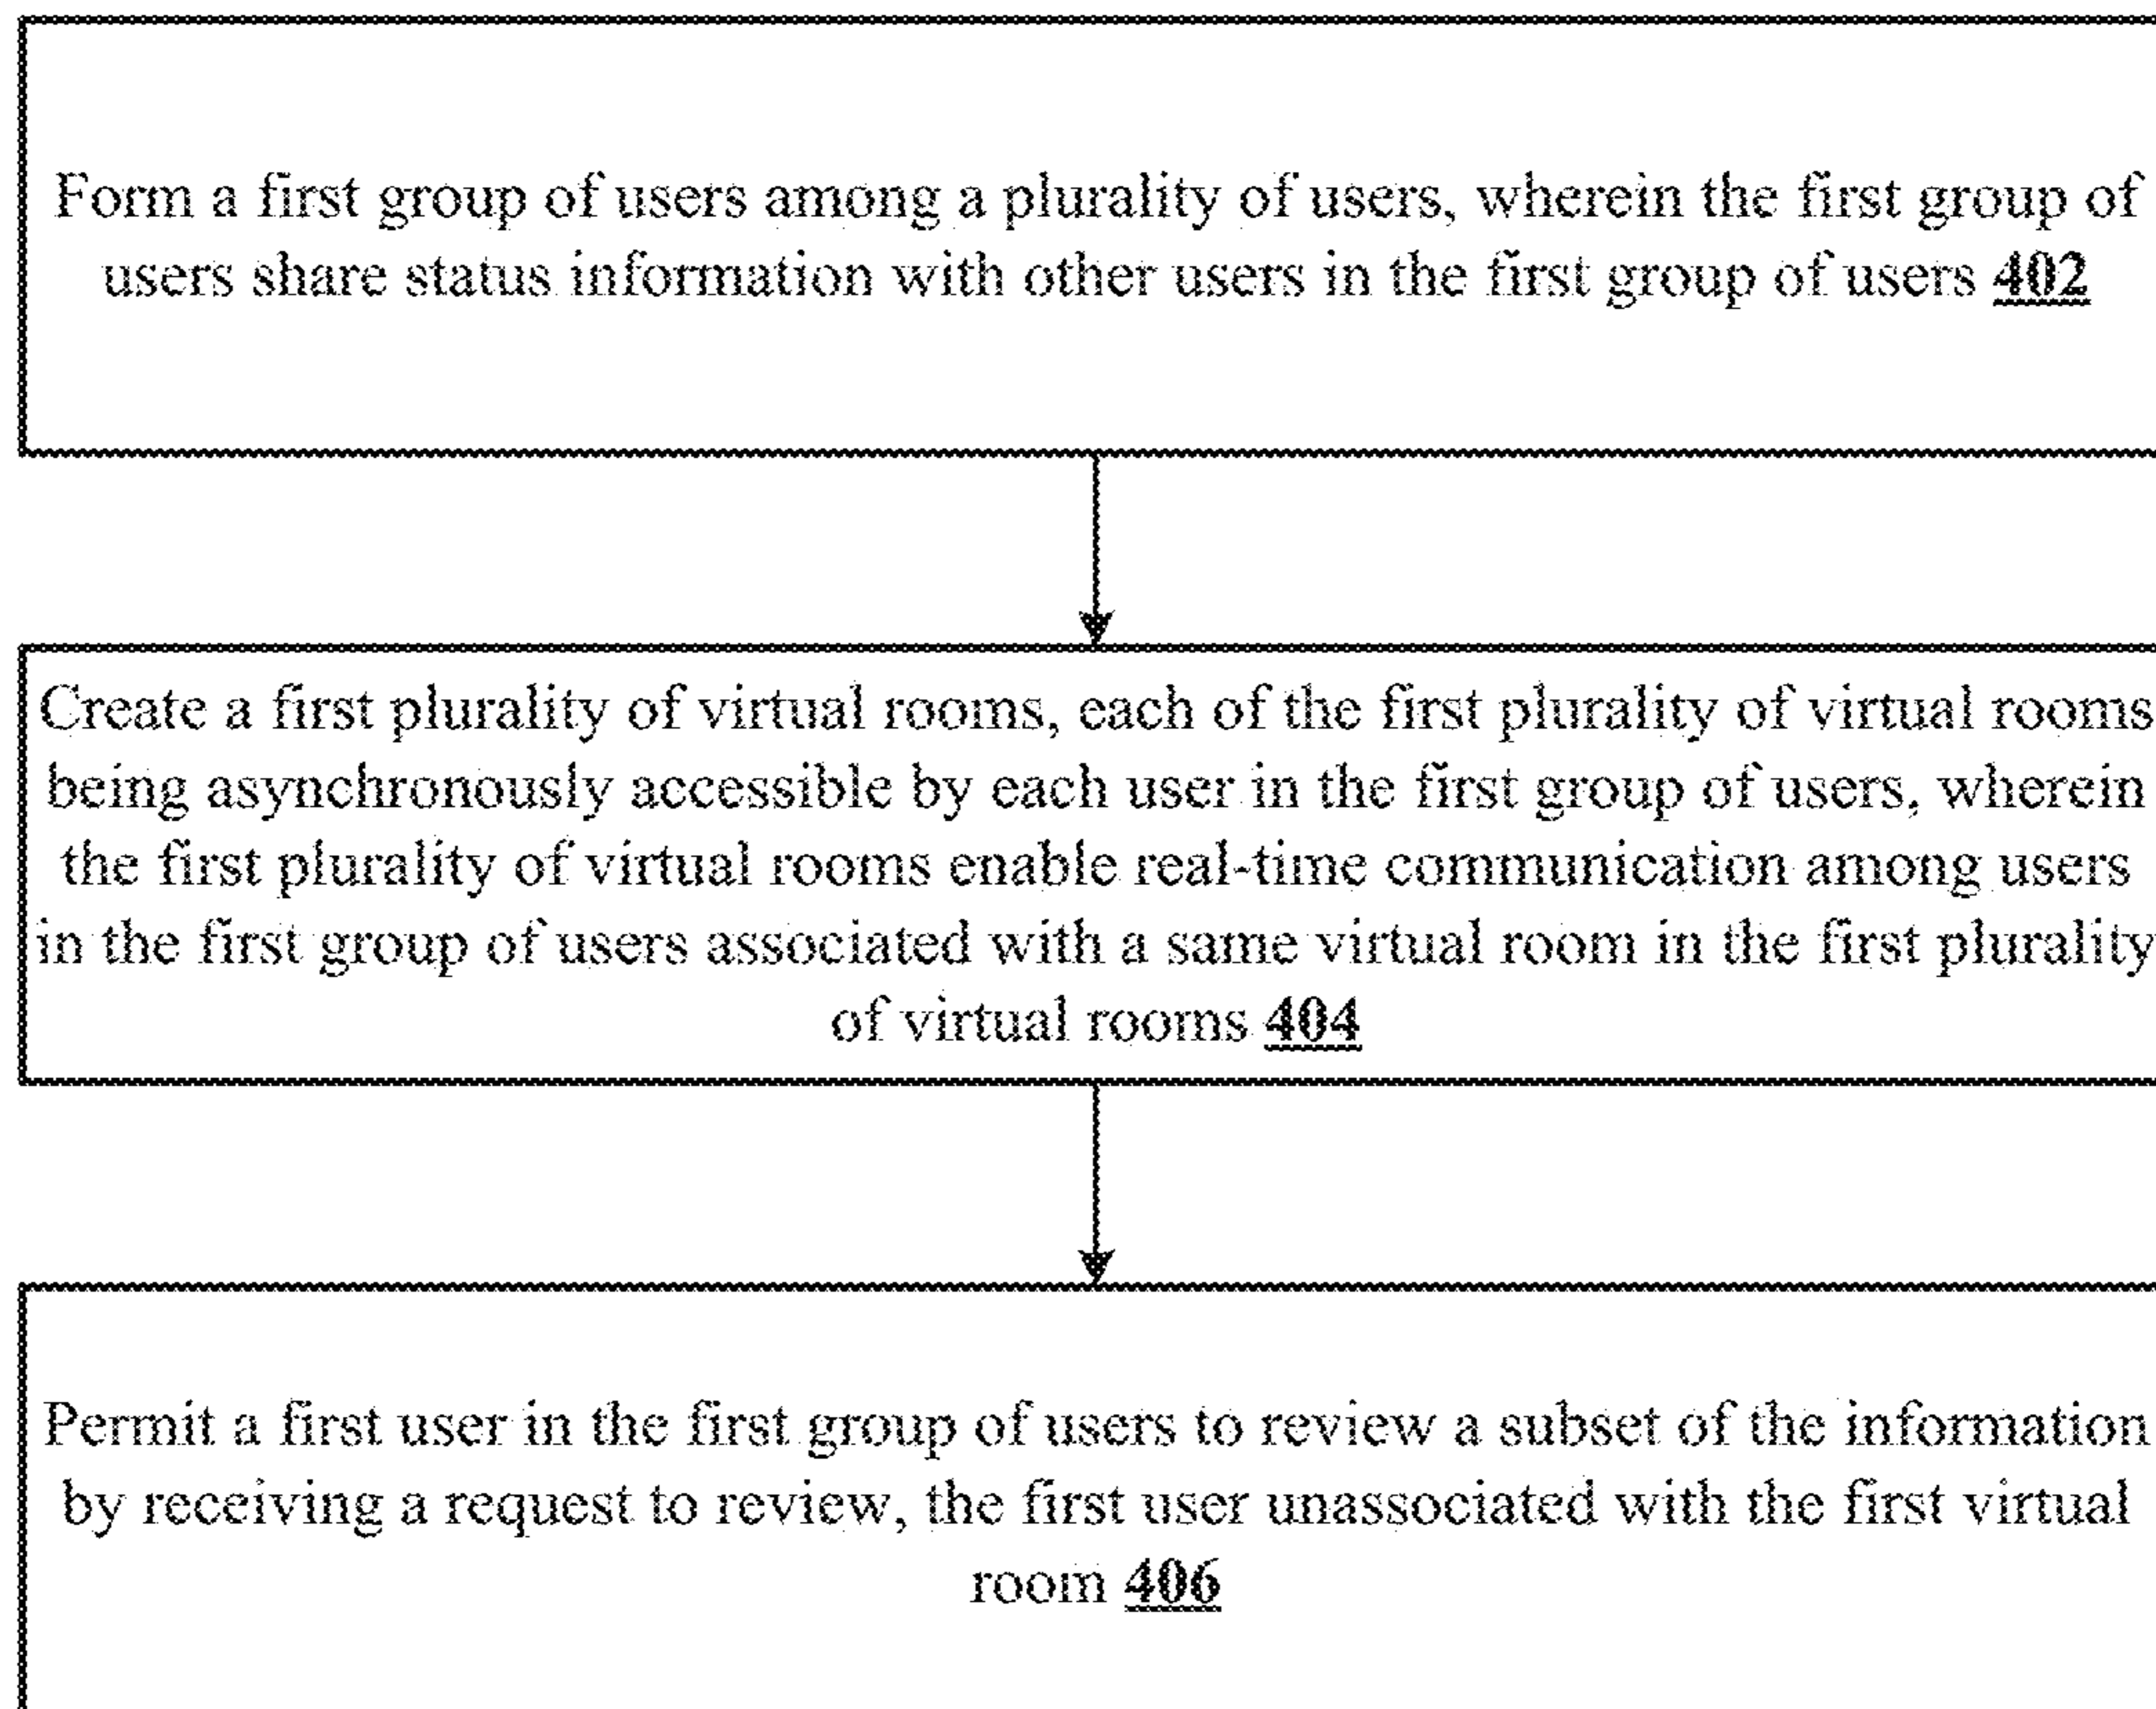 Form a first group of users among a plurality of users, wherein the first group of
users share status information with other users in the first group of users 402
Create a first plurality of virtual rooms, each of the first plurality of virtual rooms
being asynchronously accessible by each user in the first group of users, wherein
the first plurality of virtual rooms enable real-time communication among users
in the first group of users associated with a same virtual room in the first plurality
of virtual rooms 404
Permit a first user in the first group of users to review a subset of the information
by receiving a request to review, the first user unassociated with the first virtual
room 406